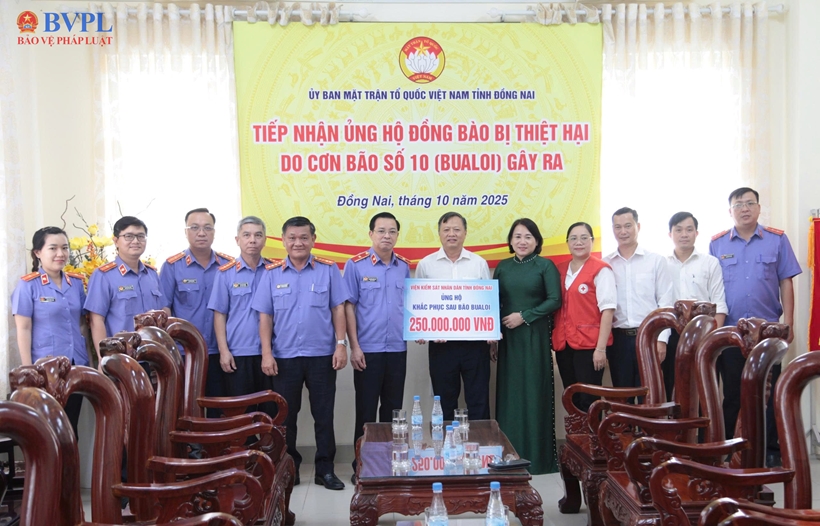 BVPL
BẢO VỆ PHÁP LUẬT
VIỆT NAM
ỦY BAN MẶT TRẬN TỔ QUỐC VIỆT NAM TỈNH ĐỒNG NAI
TIẾP NHẬN ỦNG HỘ ĐỒNG BÀO BỊ THIỆT HẠI
DO CƠN BÃO SỐ 10 (BUALOI) GÂY RA
Đồng Nai, tháng 10 năm 2025
VIỆN KIỂM SÁT NHÂN DÂN TỈNH ĐỒNG NAI
ỦNG HỘ
KHẮC PHỤC SAU BÃO BUALOI
250.000.000 VNĐ
BVPL